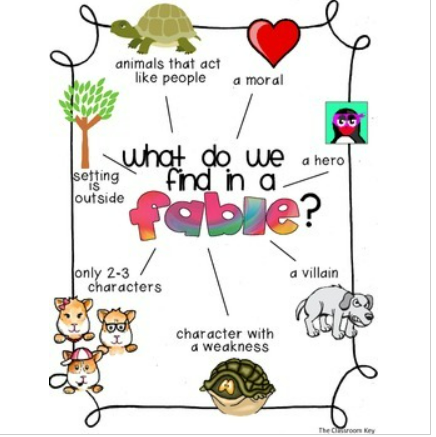 animals that act
like people
a moral
what do we
find in a
fable?
a hero
setting
is
outside
only 2-3
characters
a villain
character with
a weakness
The Classroom Key